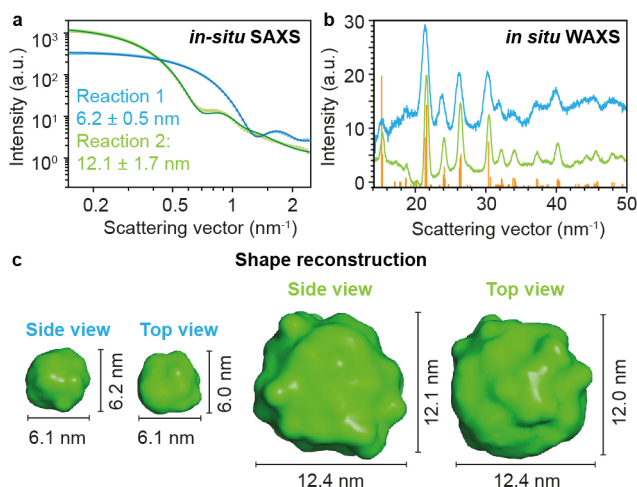 a
in-situ SAXS
Intensity (a.u.)
10³
10²
10¹
10⁰
Reaction 1
6.2 ± 0.5 nm
Reaction 2:
12.1 ± 1.7 nm
0.2 0.5 1 2
Scattering vector (nm⁻¹)
b
in situ WAXS
Intensity (a.u.)
30
20
10
0
20 30 40 50
Scattering vector (nm⁻¹)
c
Shape reconstruction
Side view Top view
Side view Top view
6.2 nm
6.0 nm
6.1 nm 6.1 nm
12.1 nm
12.0 nm
12.4 nm 12.4 nm